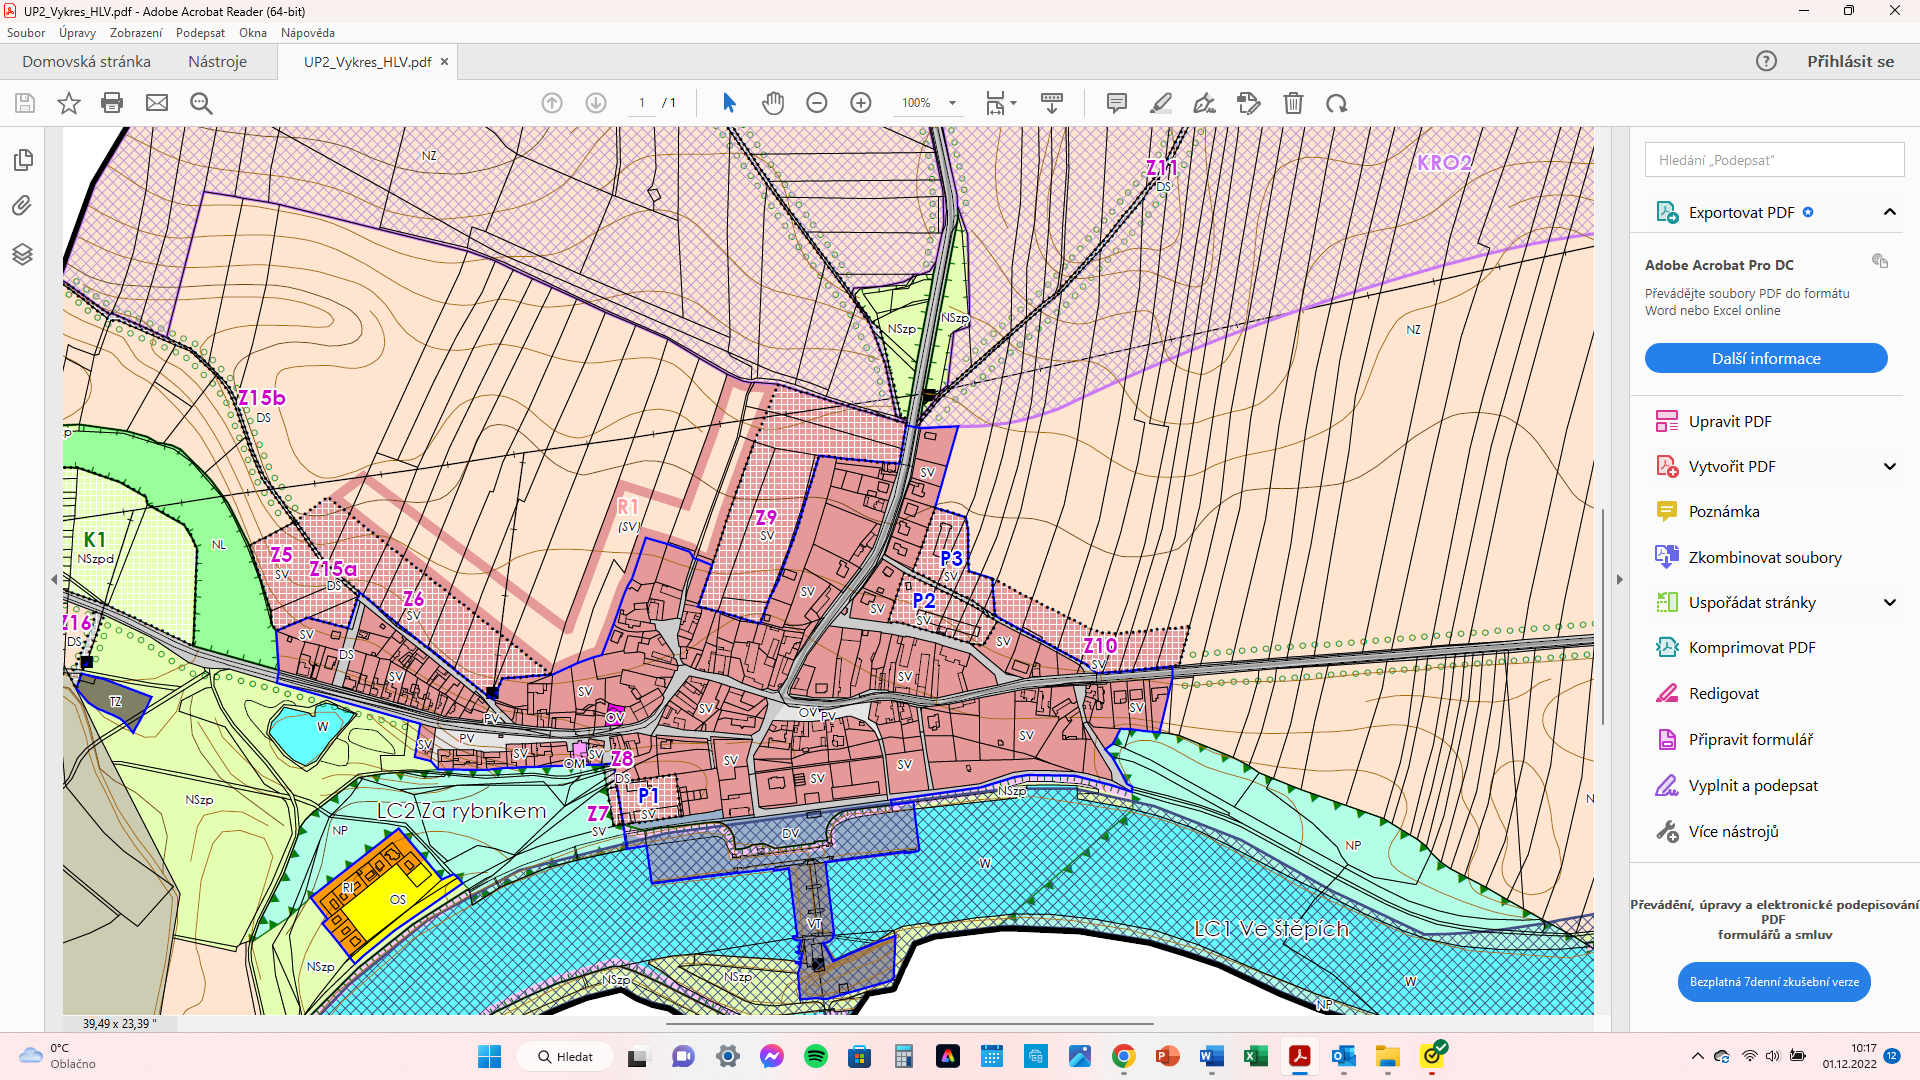 UP2_Vykres_HLV.pdf - Adobe Acrobat Reader (64-bit)
Soubor Úpravy Zobrazení Podepsat Okna Nápověda
Domovská stránka Nástroje UP2_Vykres_HLV.pdf × Přihlásit se
1 / 1 100%
NZ
Z11
DS
KRO2
NSzp
NSzp
NZ
Z15b
DS
p
SV
R1
(SV)
Z9
SV
K1
NSzpd
NL
Z5
SV
Z15a
DS
Z6
SV
P3
SV
P2
SV
SV
SV
SV
Z16
DS
SV
DS
SV
Z10
SV
TZ
SV
SV
W
PV
PV
OV
SV
OV
PV
SV
SV
SV
SV
SV
OM
Z8
DS
SV
SV
SV
SV
P1
SV
Z7
SV
NSzp
NSzp
LC2 Za rybníkem
NP
DV
W
NP
N
RI
OS
VT
LC1 Ve štěpích
NSzp
NSzp
NSzp
W
NP
39,49 x 23,39 "
Hledání „Podepsat"
Exportovat PDF
Adobe Acrobat Pro DC
Převádějte soubory PDF do formátu
Word nebo Excel online
Další informace
Upravit PDF
Vytvořit PDF
Poznámka
Zkombinovat soubory
Uspořádat stránky
Komprimovat PDF
Redigovat
Připravit formulář
Vyplnit a podepsat
Více nástrojů
Převádění, úpravy a elektronické podepisování
PDF
formulářů a smluv
Bezplatná 7denní zkušební verze
0°C
Oblačno
Hledat
10:17
01.12.2022
12